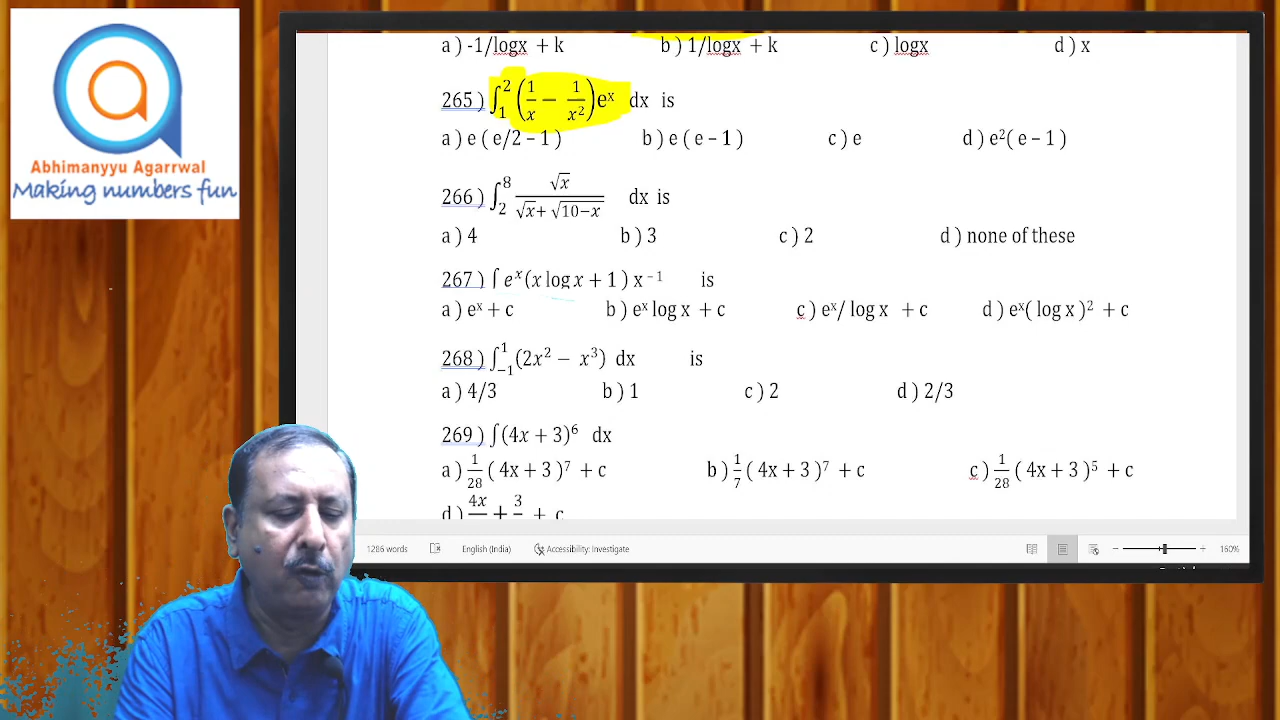 a ) -1/logx + k b ) 1/logx + k c ) logx d ) x
265 ) ∫₁² (1/x − 1/x²) eˣ dx is
a ) e ( e/2 – 1 ) b ) e ( e – 1 ) c ) e d ) e²( e – 1 )
266 ) ∫₂⁸ √x/(√x + √10−x) dx is
a ) 4 b ) 3 c ) 2 d ) none of these
267 ) ∫ eˣ (x log x + 1 ) x ⁻¹ is
a ) eˣ + c b ) eˣ log x + c c ) eˣ/ log x + c d ) eˣ( log x )² + c
268 ) ∫₋₁¹ (2x² − x³) dx is
a ) 4/3 b ) 1 c ) 2 d ) 2/3
269 ) ∫(4x + 3)⁶ dx
a ) 1/28 ( 4x + 3 )⁷ + c b ) 1/7 ( 4x + 3 )⁷ + c c ) 1/28 ( 4x + 3 )⁵ + c
1286 words English (India) Accessibility: Investigate 160%
Abhimanyyu Agarrwal
Making numbers fun